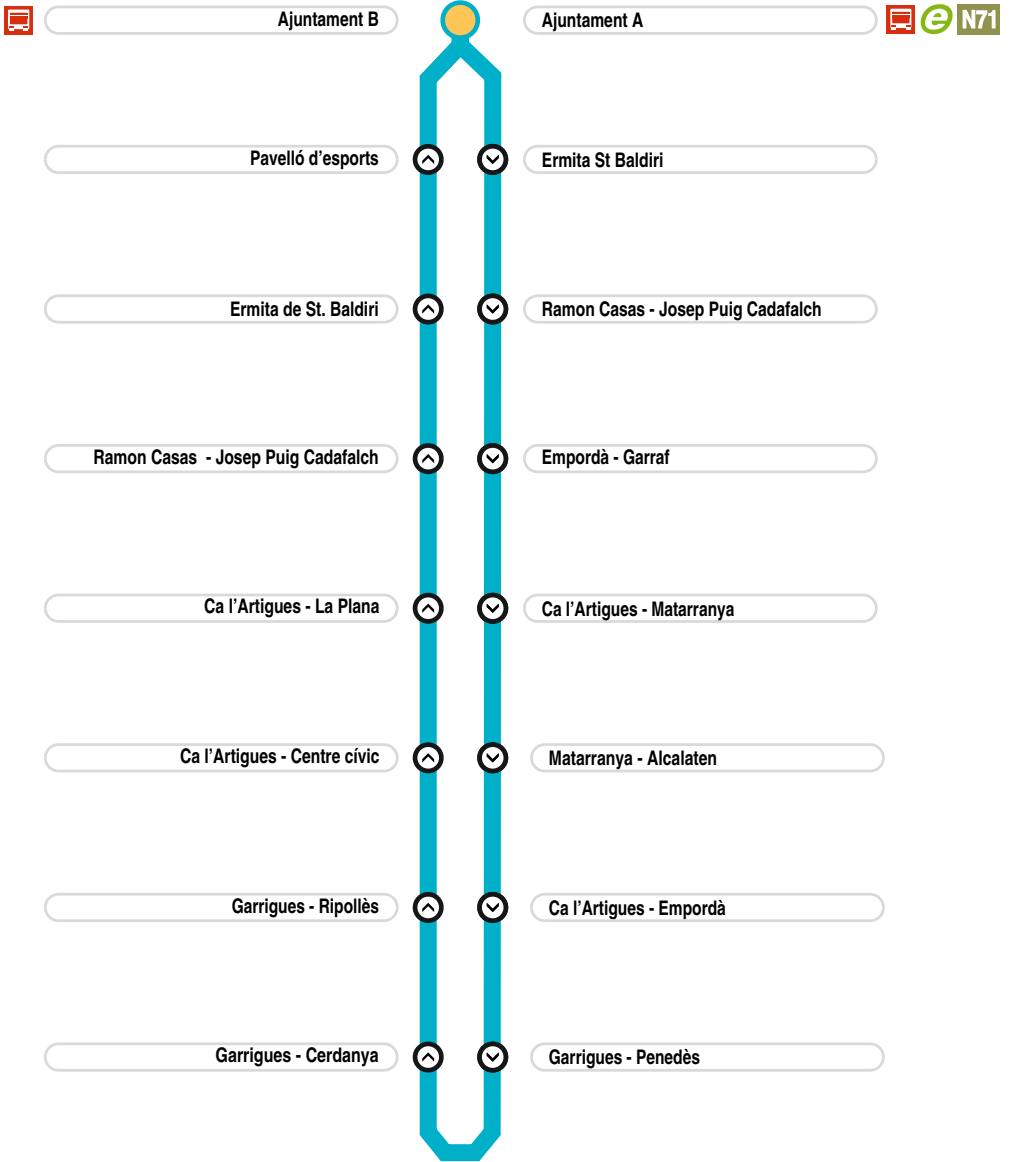 Ajuntament B
Ajuntament A
e N71
Pavelló d’esports
Ermita St Baldiri
Ermita de St. Baldiri
Ramon Casas - Josep Puig Cadafalch
Ramon Casas - Josep Puig Cadafalch
Empordà - Garraf
Ca l’Artigues - La Plana
Ca l’Artigues - Matarranya
Ca l’Artigues - Centre cívic
Matarranya - Alcalaten
Garrigues - Ripollès
Ca l’Artigues - Empordà
Garrigues - Cerdanya
Garrigues - Penedès